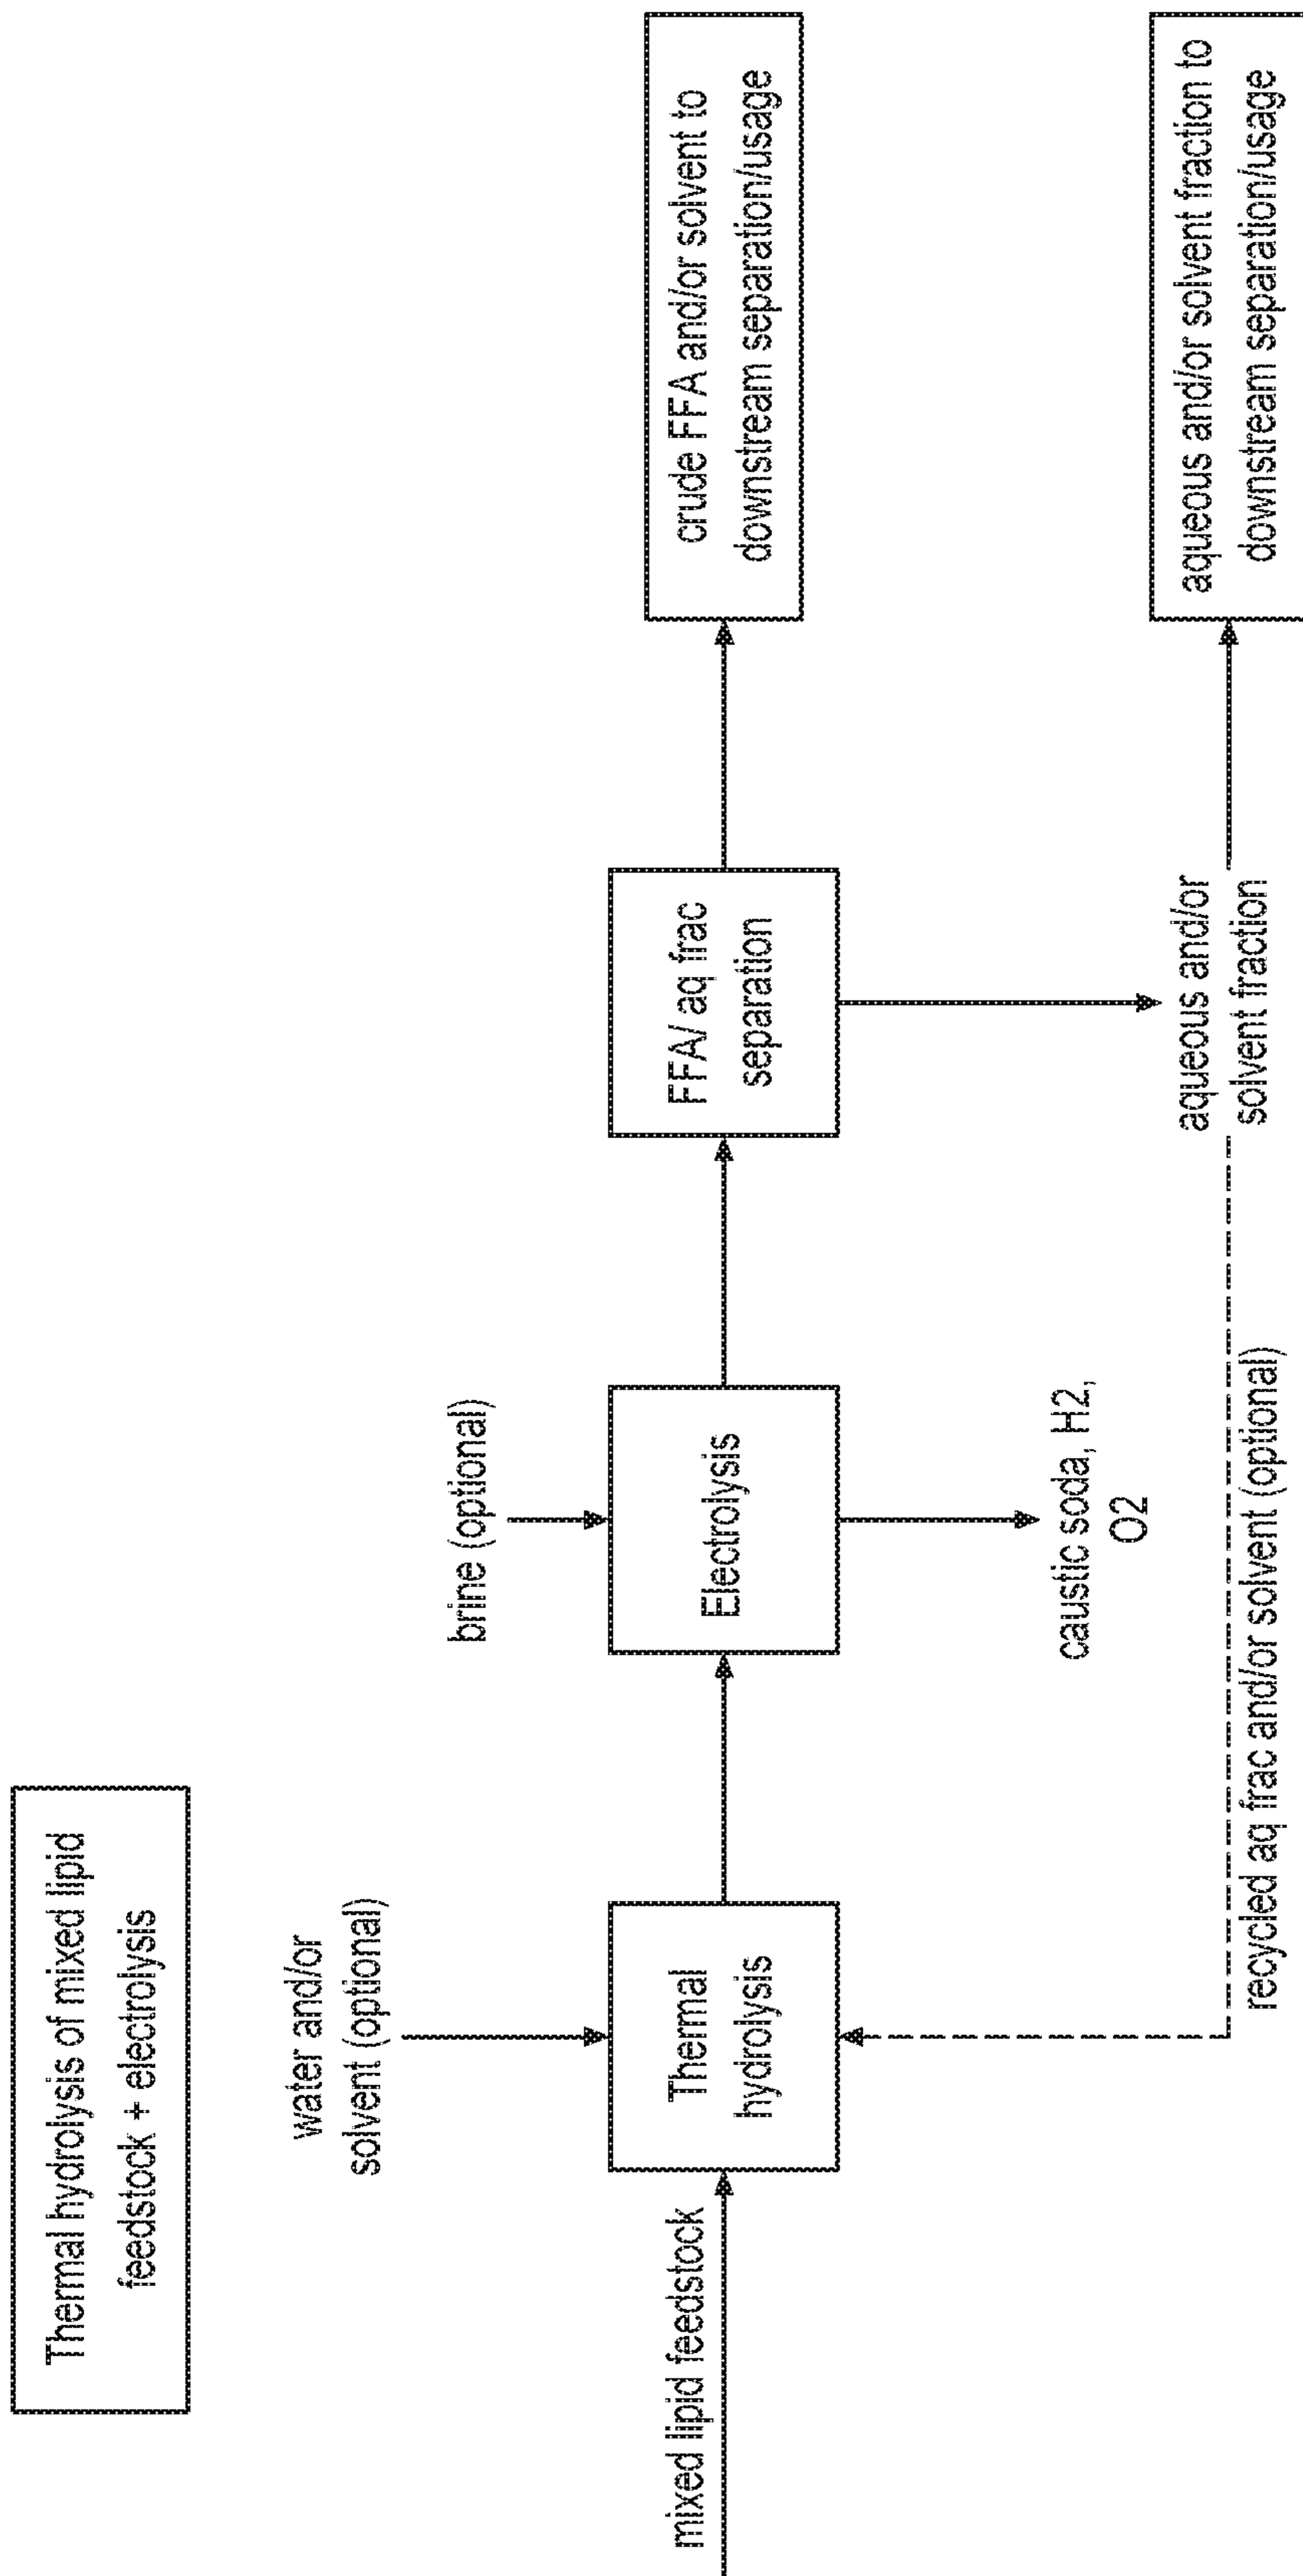 Thermal hydrolysis of mixed lipid
feedstock + electrolysis
water and/or
solvent (optional)
brine (optional)
mixed lipid feedstock
Thermal
hydrolysis
Electrolysis
FFA/ aq frac
separation
crude FFA and/or solvent to
downstream separation/usage
caustic soda, H2,
O2
aqueous and/or
solvent fraction
aqueous and/or solvent fraction to
downstream separation/usage
recycled aq frac and/or solvent (optional)